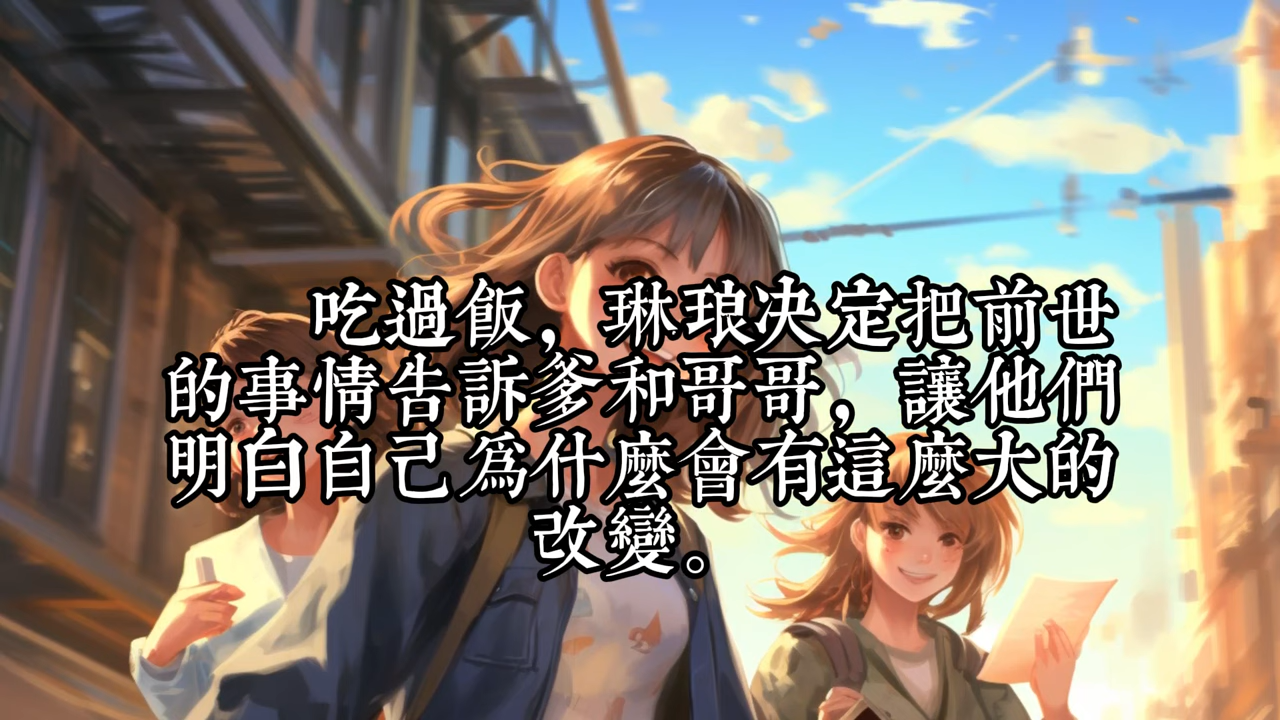 吃過飯，琳琅决定把前世
的事情告訴爹和哥哥，讓他們
明白自己爲什麼會有這麼大的
改變。